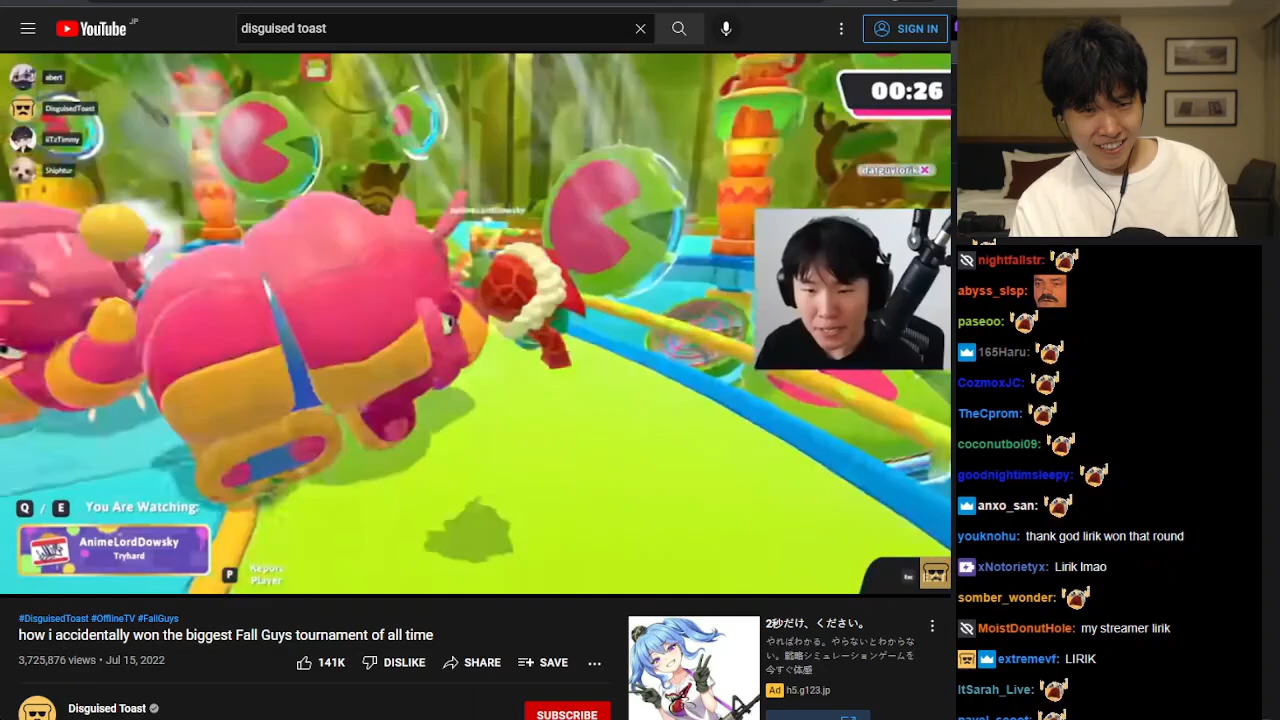 YouTube JP
disguised toast
SIGN IN
abert
DisguisedToast
iiTzTimmy
Shiphtur
00:26
datguylorik
AnimeLordDowsky
Q / E You Are Watching:
AnimeLordDowsky
Tryhard
P Report Player
Esc
#DisguisedToast #OfflineTV #FallGuys
how i accidentally won the biggest Fall Guys tournament of all time
3,725,876 views • Jul 15, 2022
141K DISLIKE SHARE SAVE
Disguised Toast
SUBSCRIBE
2秒だけ、ください。
やればわかる。やらないとわからな
い。戦略シミュレーションゲームを
今すぐ体感
Ad h5.g123.jp
nightfallstr:
abyss_slsp:
paseoo:
165Haru:
CozmoxJC:
TheCprom:
coconutboi09:
goodnightimsleepy:
anxo_san:
youknohu: thank god lirik won that round
xNotorietyx: Lirik lmao
somber_wonder:
MoistDonutHole: my streamer lirik
extremevf: LIRIK
ItSarah_Live: